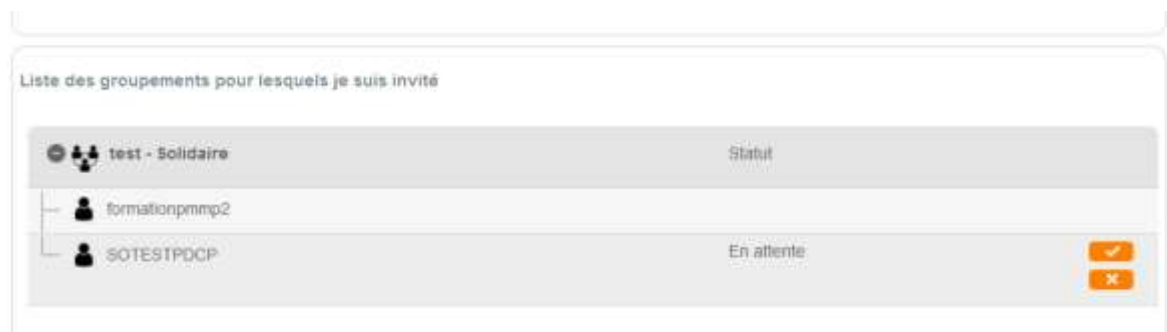 Liste des groupements pour lesquels je suis invité
test - Solidaire Statut
formationpmmp2
SOTESTPDCP En attente